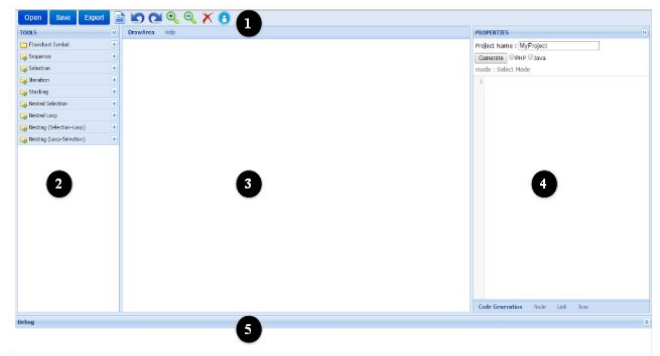 Open Save Export
1
TOOLS
DrawArea Help
PROPERTIES
Flowchart Symbol
Sequence
Selection
Iteration
Stacking
Nested Selection
Nested Loop
Nesting (Selection-Loop)
Nesting (Loop-Selection)
Project Name : MyProject
Generate PHP Java
mode : Select Mode
1
2
3
4
Code Generation Node Link Json
Debug
5